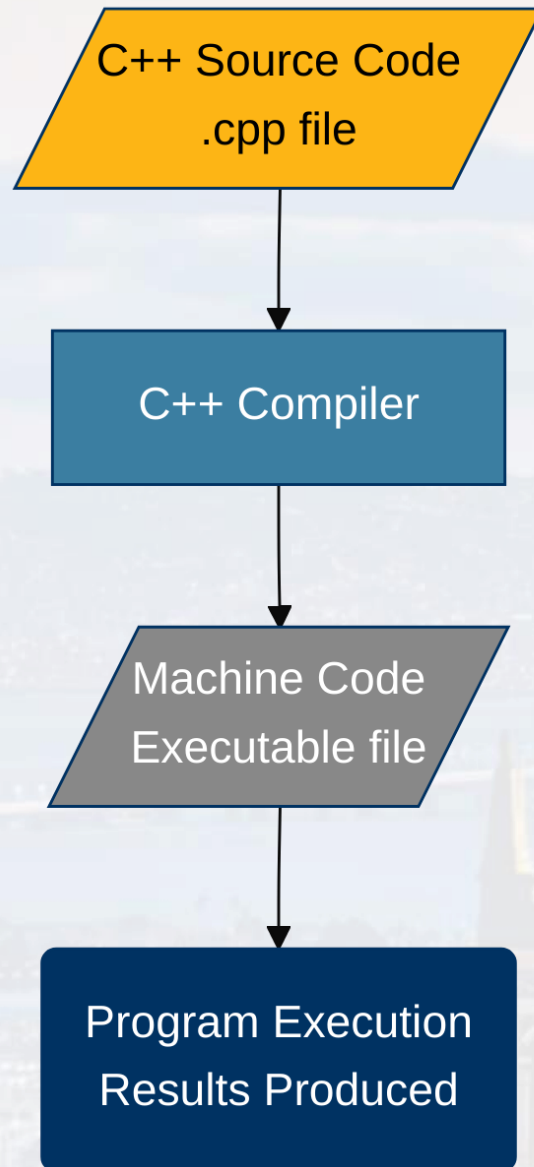 C++ Source Code
.cpp file
C++ Compiler
Machine Code
Executable file
Program Execution
Results Produced